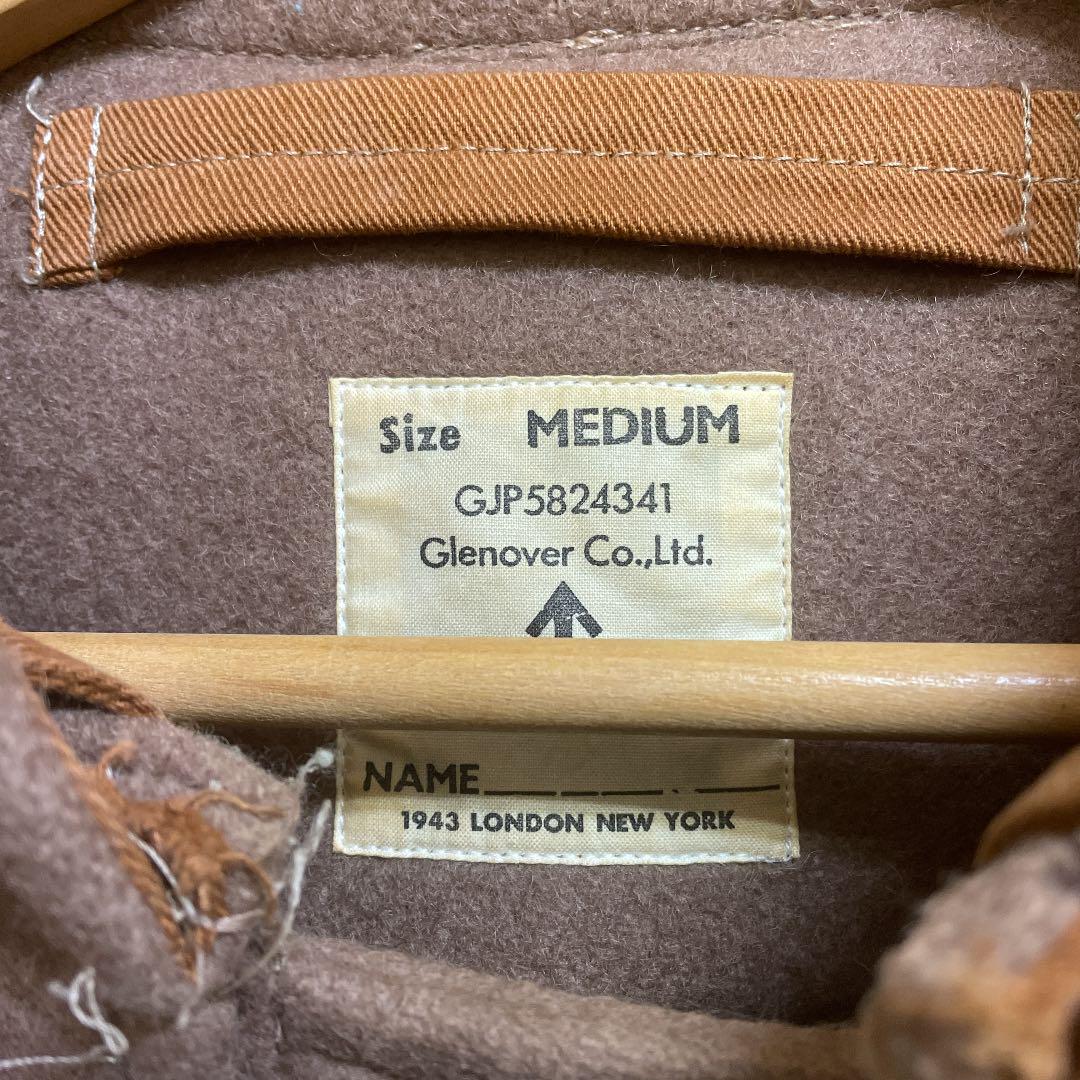 Size MEDIUM
GJP5824341
Glenover Co.,Ltd.
NAME
1943 LONDON NEW YORK